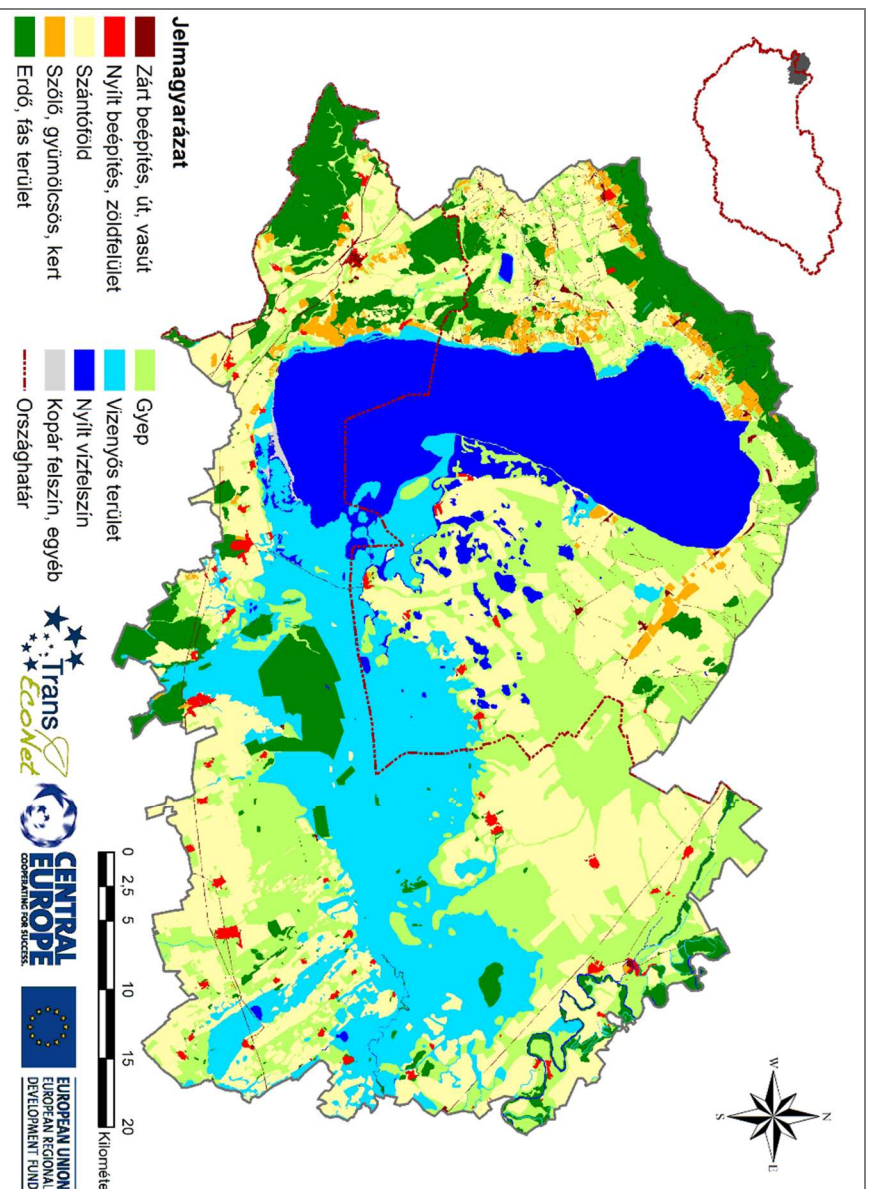 Jelmagyarázat
Zárt beépítés, út, vasút
Nyílt beépítés, zöldfelület
Szántóföld
Szőlő, gyümölcsös, kert
Erdő, fás terület
Gyep
Vizenyős terület
Nyílt vízfelszín
Kopár felszín, egyéb
Országhatár
Trans
ECONet
CENTRAL
EUROPE
COOPERATING FOR SUCCESS.
EUROPEAN UNION
EUROPEAN REGIONAL
DEVELOPMENT FUND
0 2,5 5 10 15 20
Kilométe
N
W E
S